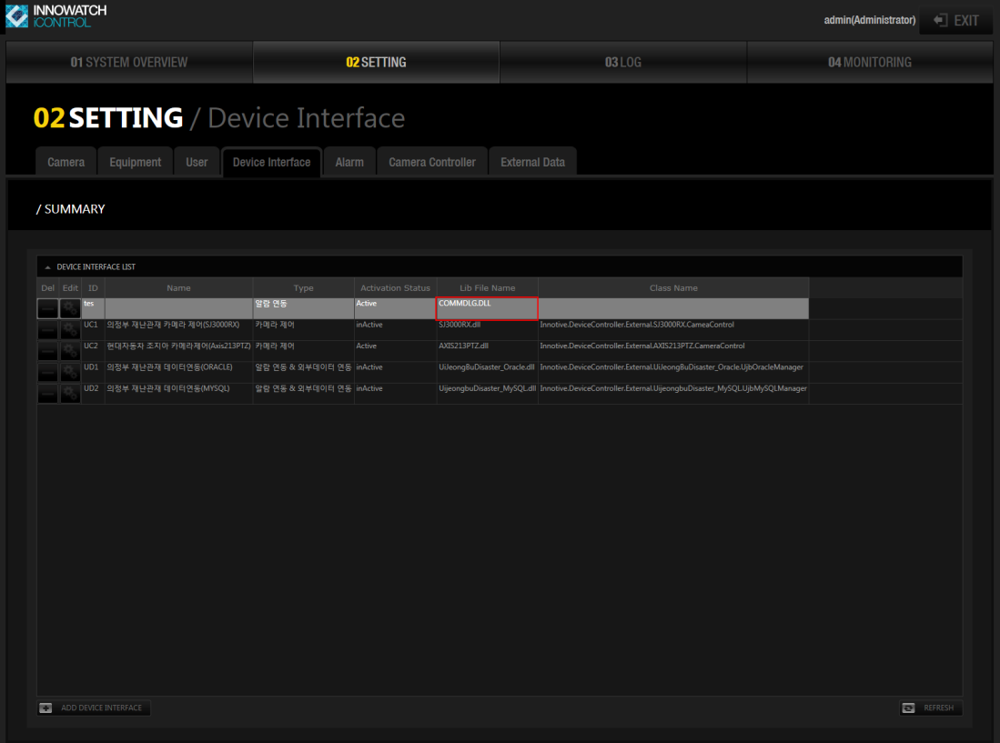 INNOWATCH
iCONTROL
admin(Administrator)
EXIT
01 SYSTEM OVERVIEW
02 SETTING
03 LOG
04 MONITORING
02 SETTING / Device Interface
Camera
Equipment
User
Device Interface
Alarm
Camera Controller
External Data
/ SUMMARY
DEVICE INTERFACE LIST
Del Edit ID Name Type Activation Status Lib File Name Class Name
tes 알람 연동 Active COMMDLG.DLL
UC1 의정부 재난관재 카메라 제어(SJ3000RX) 카메라 제어 inActive SJ3000RX.dll Innotive.DeviceController.External.SJ3000RX.CameaControl
UC2 현대자동자 조지아 카메라제어(Axis213PTZ) 카메라 제어 Active AXIS213PTZ.dll Innotive.DeviceController.External.AXIS213PTZ.CameraControl
UD1 의정부 재난관재 데이터연동(ORACLE) 알람 연동 & 외부데이터 연동 inActive UiJeongBuDisaster_Oracle.dll Innotive.DeviceController.External.UiJeongBuDisaster_Oracle.UjbOracleManager
UD2 의정부 재난관재 데이터연동(MYSQL) 알람 연동 & 외부데이터 연동 inActive UijeongbuDisaster_MySQL.dll Innotive.DeviceController.External.UijeongbuDisaster_MySQL.UjbMySQLManager
ADD DEVICE INTERFACE
REFRESH